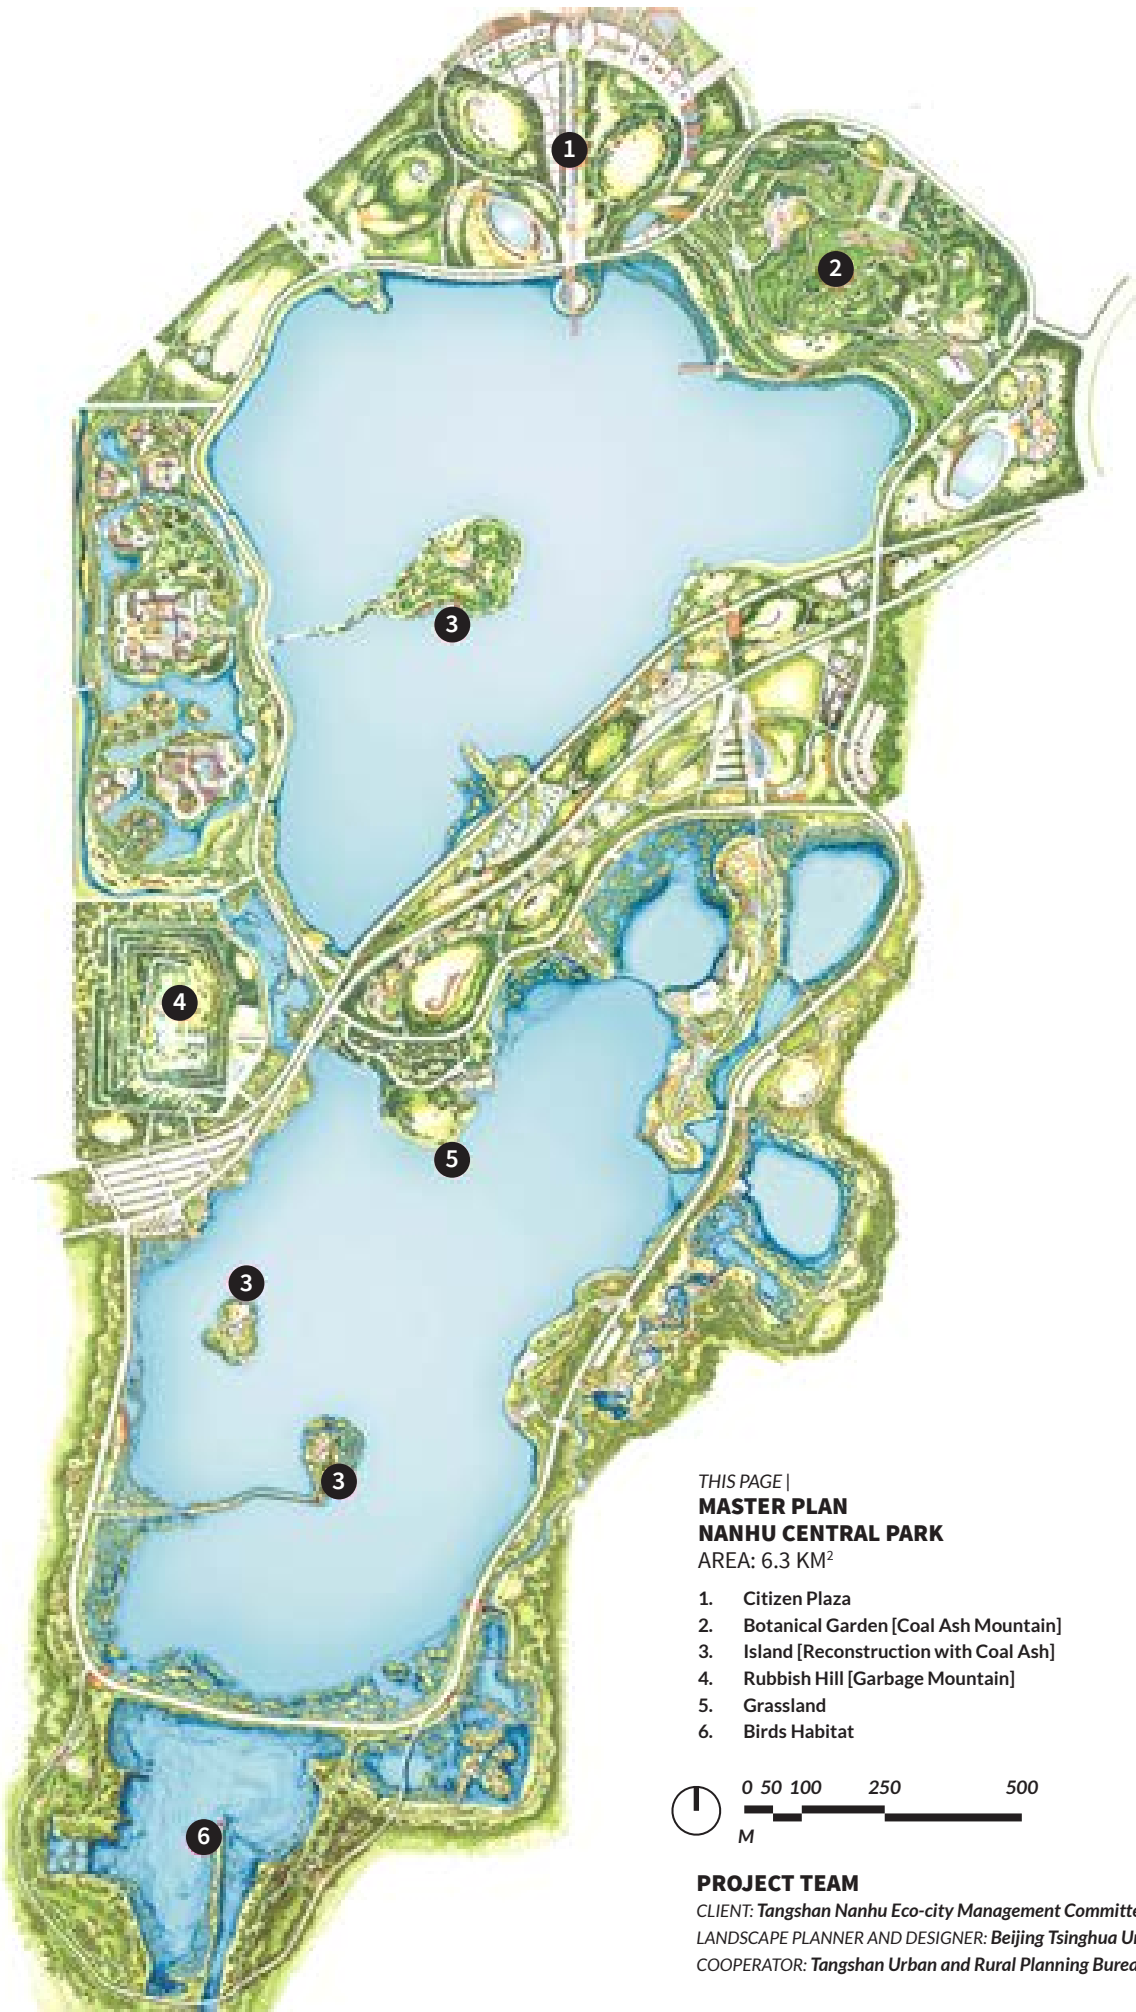 1
2
3
4
5
3
3
6
THIS PAGE |
MASTER PLAN
NANHU CENTRAL PARK
AREA: 6.3 KM²
1. Citizen Plaza
2. Botanical Garden [Coal Ash Mountain]
3. Island [Reconstruction with Coal Ash]
4. Rubbish Hill [Garbage Mountain]
5. Grassland
6. Birds Habitat
0 50 100 250 500
M
PROJECT TEAM
CLIENT: Tangshan Nanhu Eco-city Management Committe
LANDSCAPE PLANNER AND DESIGNER: Beijing Tsinghua Ur
COOPERATOR: Tangshan Urban and Rural Planning Burea